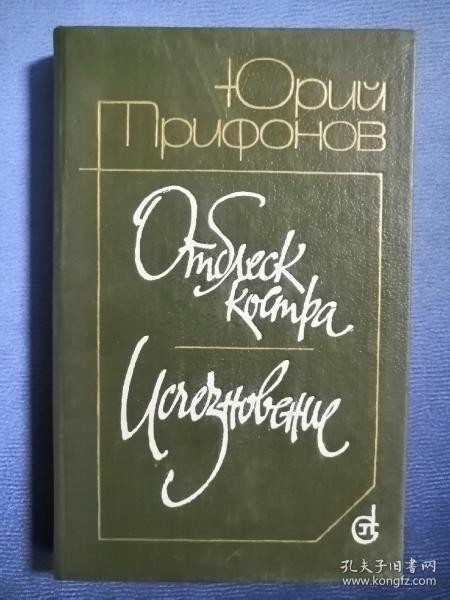 Юрий
Трифонов
Отблеск
костра
Исчезновение
孔夫子旧书网
www.kongfz.com